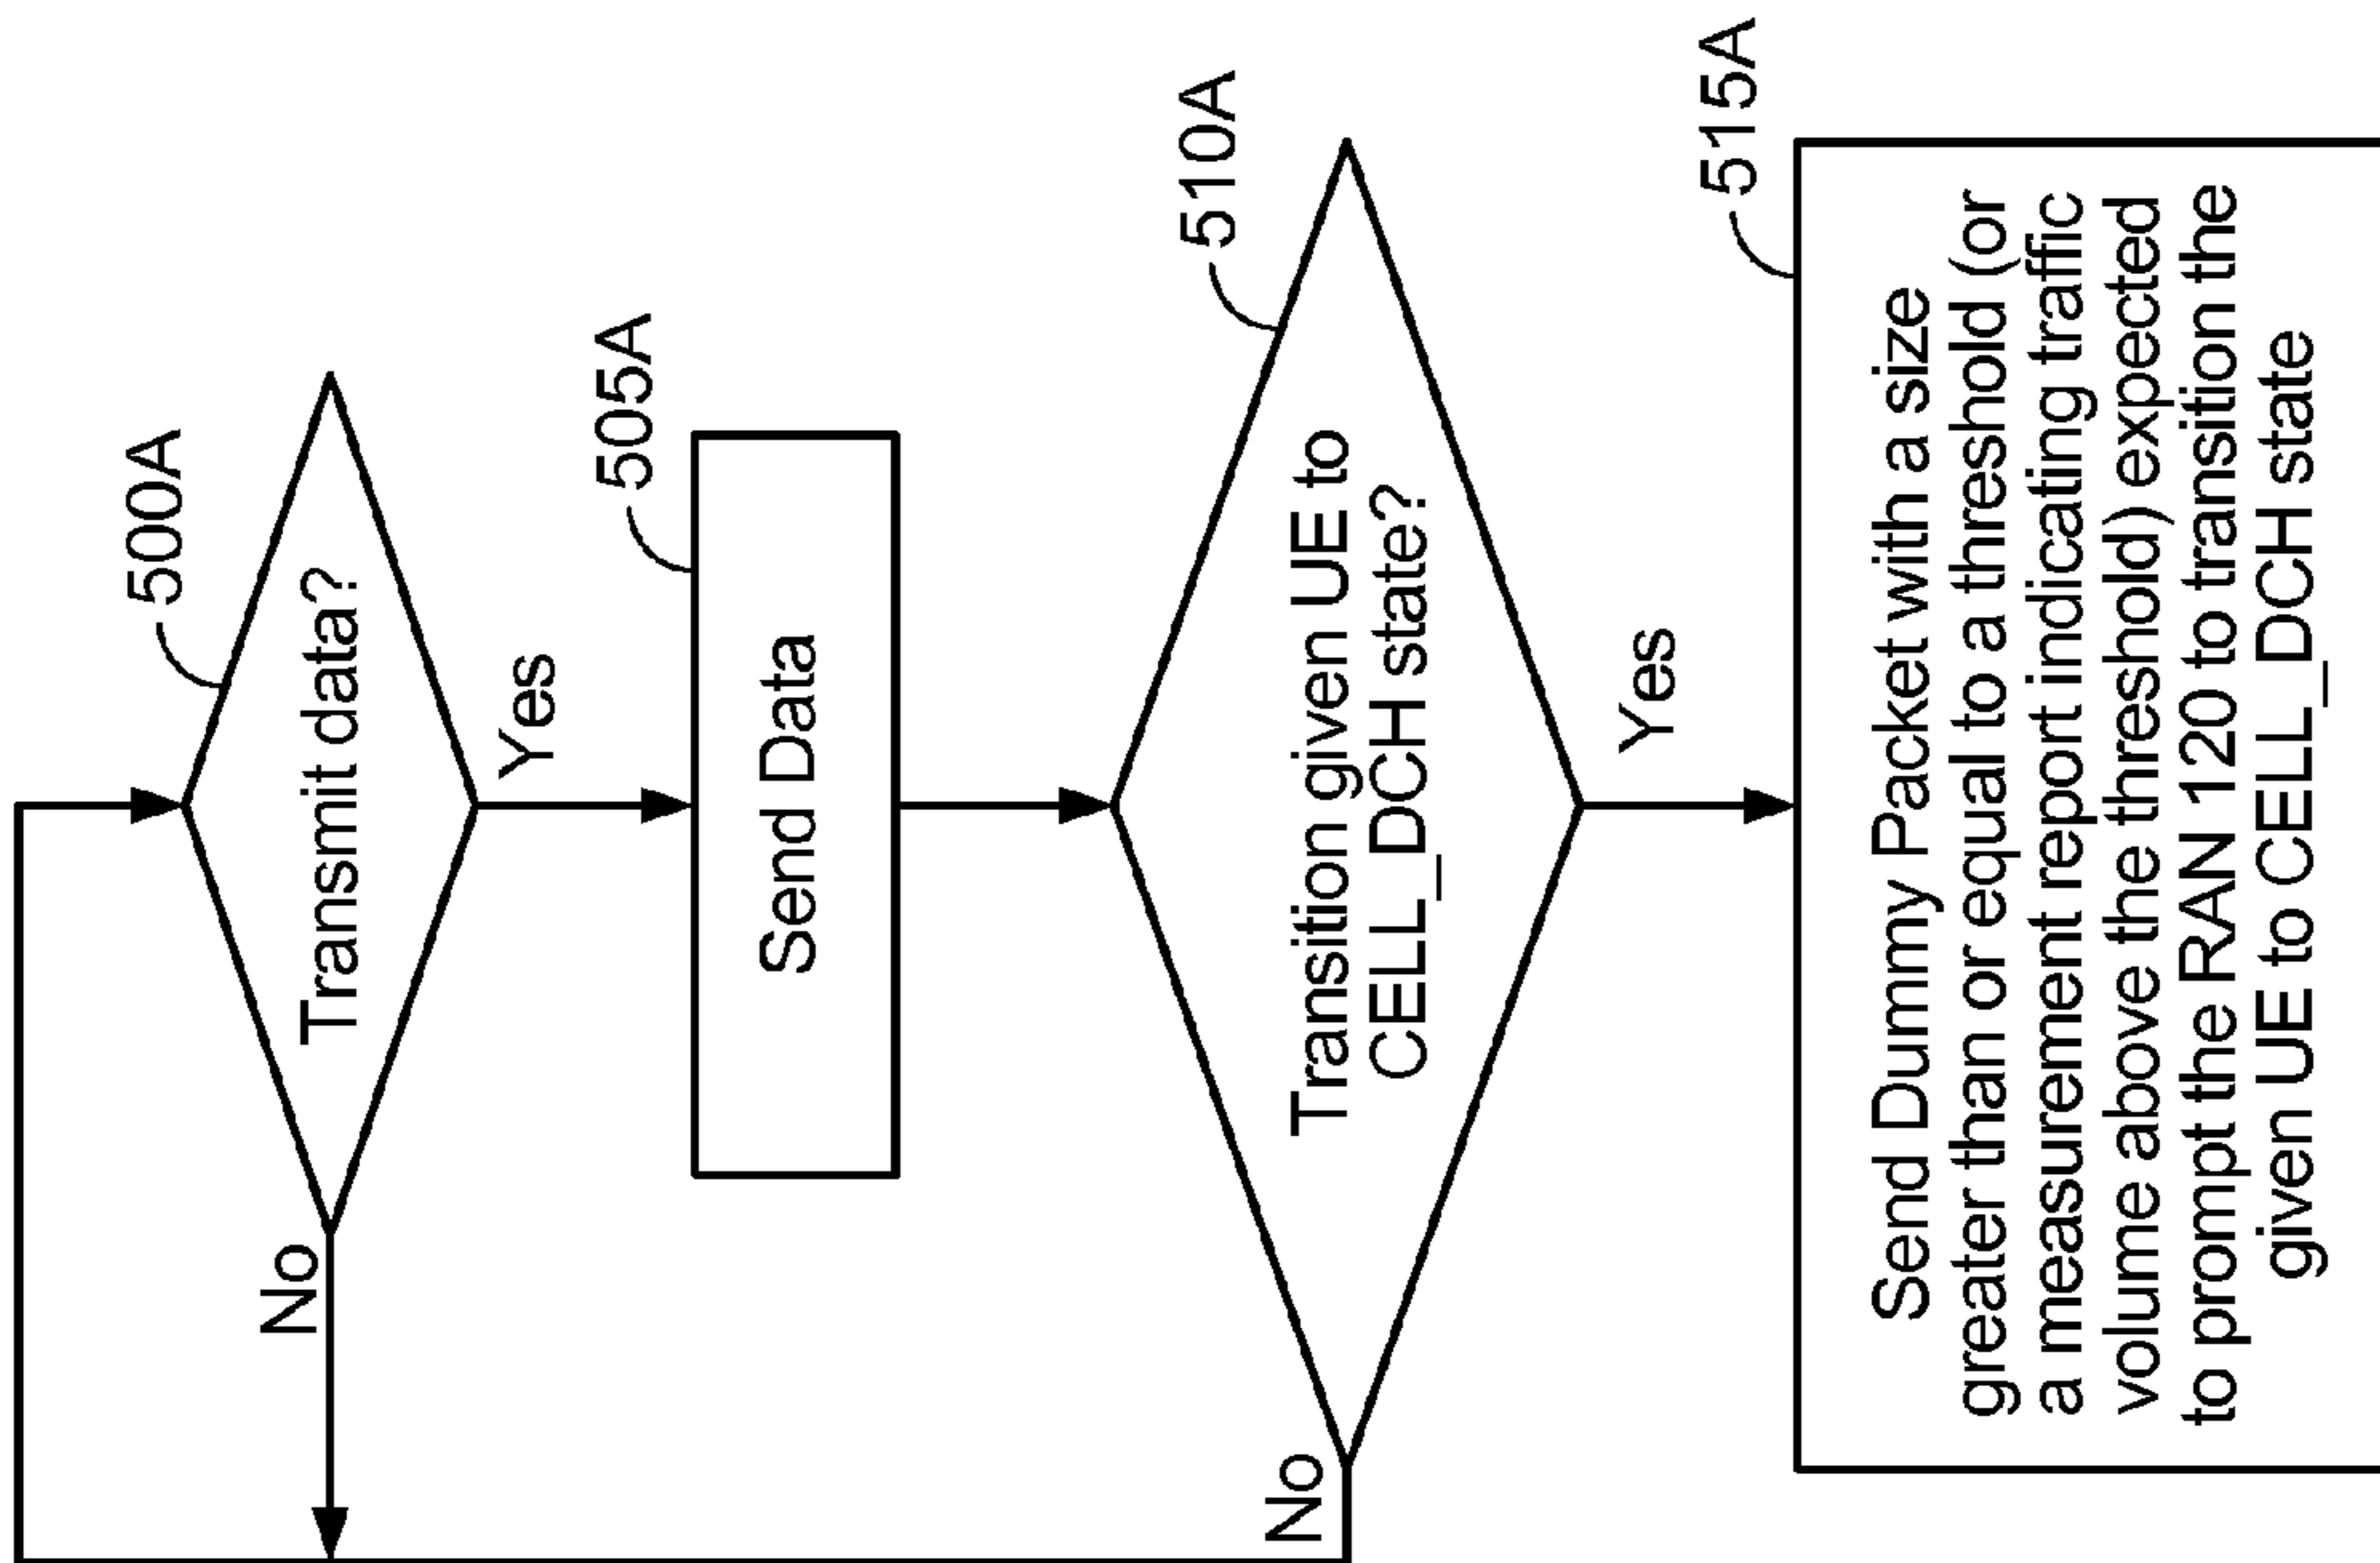 500A
Transmit data?
No
Yes
505A
Send Data
510A
Transition given UE to
CELL_DCH state?
No
Yes
515A
Send Dummy Packet with a size
greater than or equal to a threshold (or
a measurement report indicating traffic
volume above the threshold) expected
to prompt the RAN 120 to transition the
given UE to CELL_DCH state